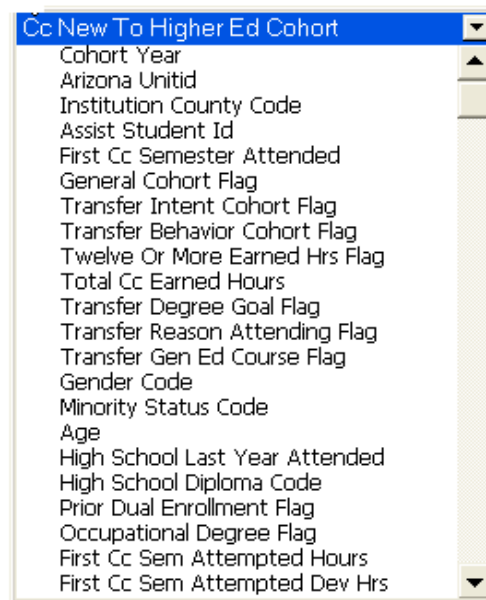 Cc New To Higher Ed Cohort
Cohort Year
Arizona Unitid
Institution County Code
Assist Student Id
First Cc Semester Attended
General Cohort Flag
Transfer Intent Cohort Flag
Transfer Behavior Cohort Flag
Twelve Or More Earned Hrs Flag
Total Cc Earned Hours
Transfer Degree Goal Flag
Transfer Reason Attending Flag
Transfer Gen Ed Course Flag
Gender Code
Minority Status Code
Age
High School Last Year Attended
High School Diploma Code
Prior Dual Enrollment Flag
Occupational Degree Flag
First Cc Sem Attempted Hours
First Cc Sem Attempted Dev Hrs